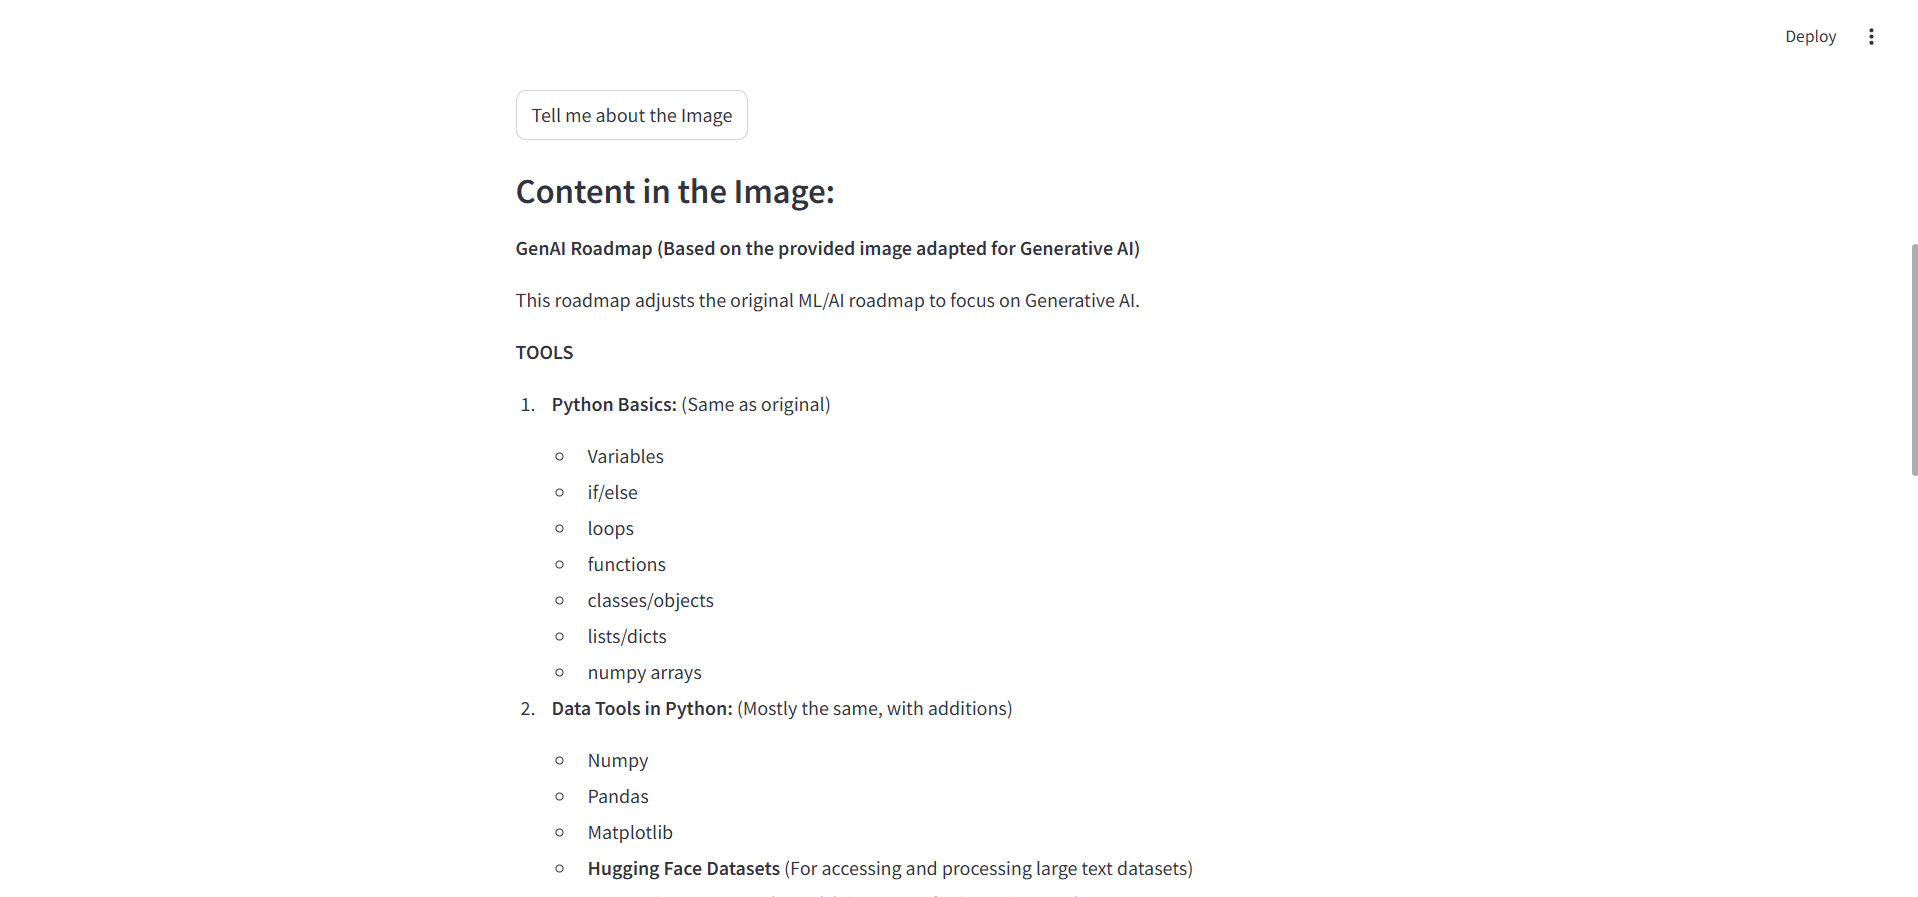 Deploy
Tell me about the Image
Content in the Image:
GenAI Roadmap (Based on the provided image adapted for Generative AI)
This roadmap adjusts the original ML/AI roadmap to focus on Generative AI.
TOOLS
1. Python Basics: (Same as original)
Variables
if/else
loops
functions
classes/objects
lists/dicts
numpy arrays
2. Data Tools in Python: (Mostly the same, with additions)
Numpy
Pandas
Matplotlib
Hugging Face Datasets (For accessing and processing large text datasets)